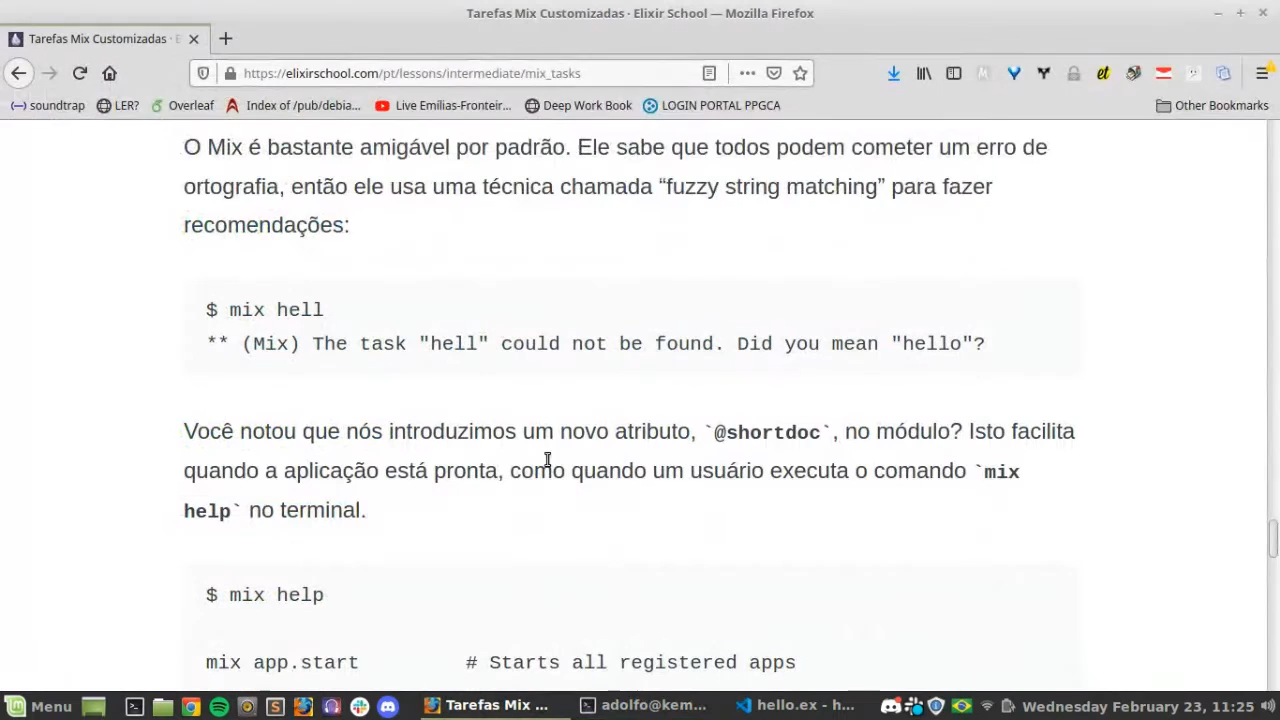 Tarefas Mix Customizadas · Elixir School — Mozilla Firefox
Tarefas Mix Customizadas · E
https://elixirschool.com/pt/lessons/intermediate/mix_tasks
soundtrap
LER?
Overleaf
Index of /pub/debia...
Live Emílias-Fronteir...
Deep Work Book
LOGIN PORTAL PPGCA
Other Bookmarks
O Mix é bastante amigável por padrão. Ele sabe que todos podem cometer um erro de
ortografia, então ele usa uma técnica chamada “fuzzy string matching” para fazer
recomendações:
$ mix hell
** (Mix) The task "hell" could not be found. Did you mean "hello"?
Você notou que nós introduzimos um novo atributo, `@shortdoc`, no módulo? Isto facilita
quando a aplicação está pronta, como quando um usuário executa o comando `mix
help` no terminal.
$ mix help
mix app.start # Starts all registered apps
Menu
Tarefas Mix ...
adolfo@kem...
hello.ex - h...
Wednesday February 23, 11:25